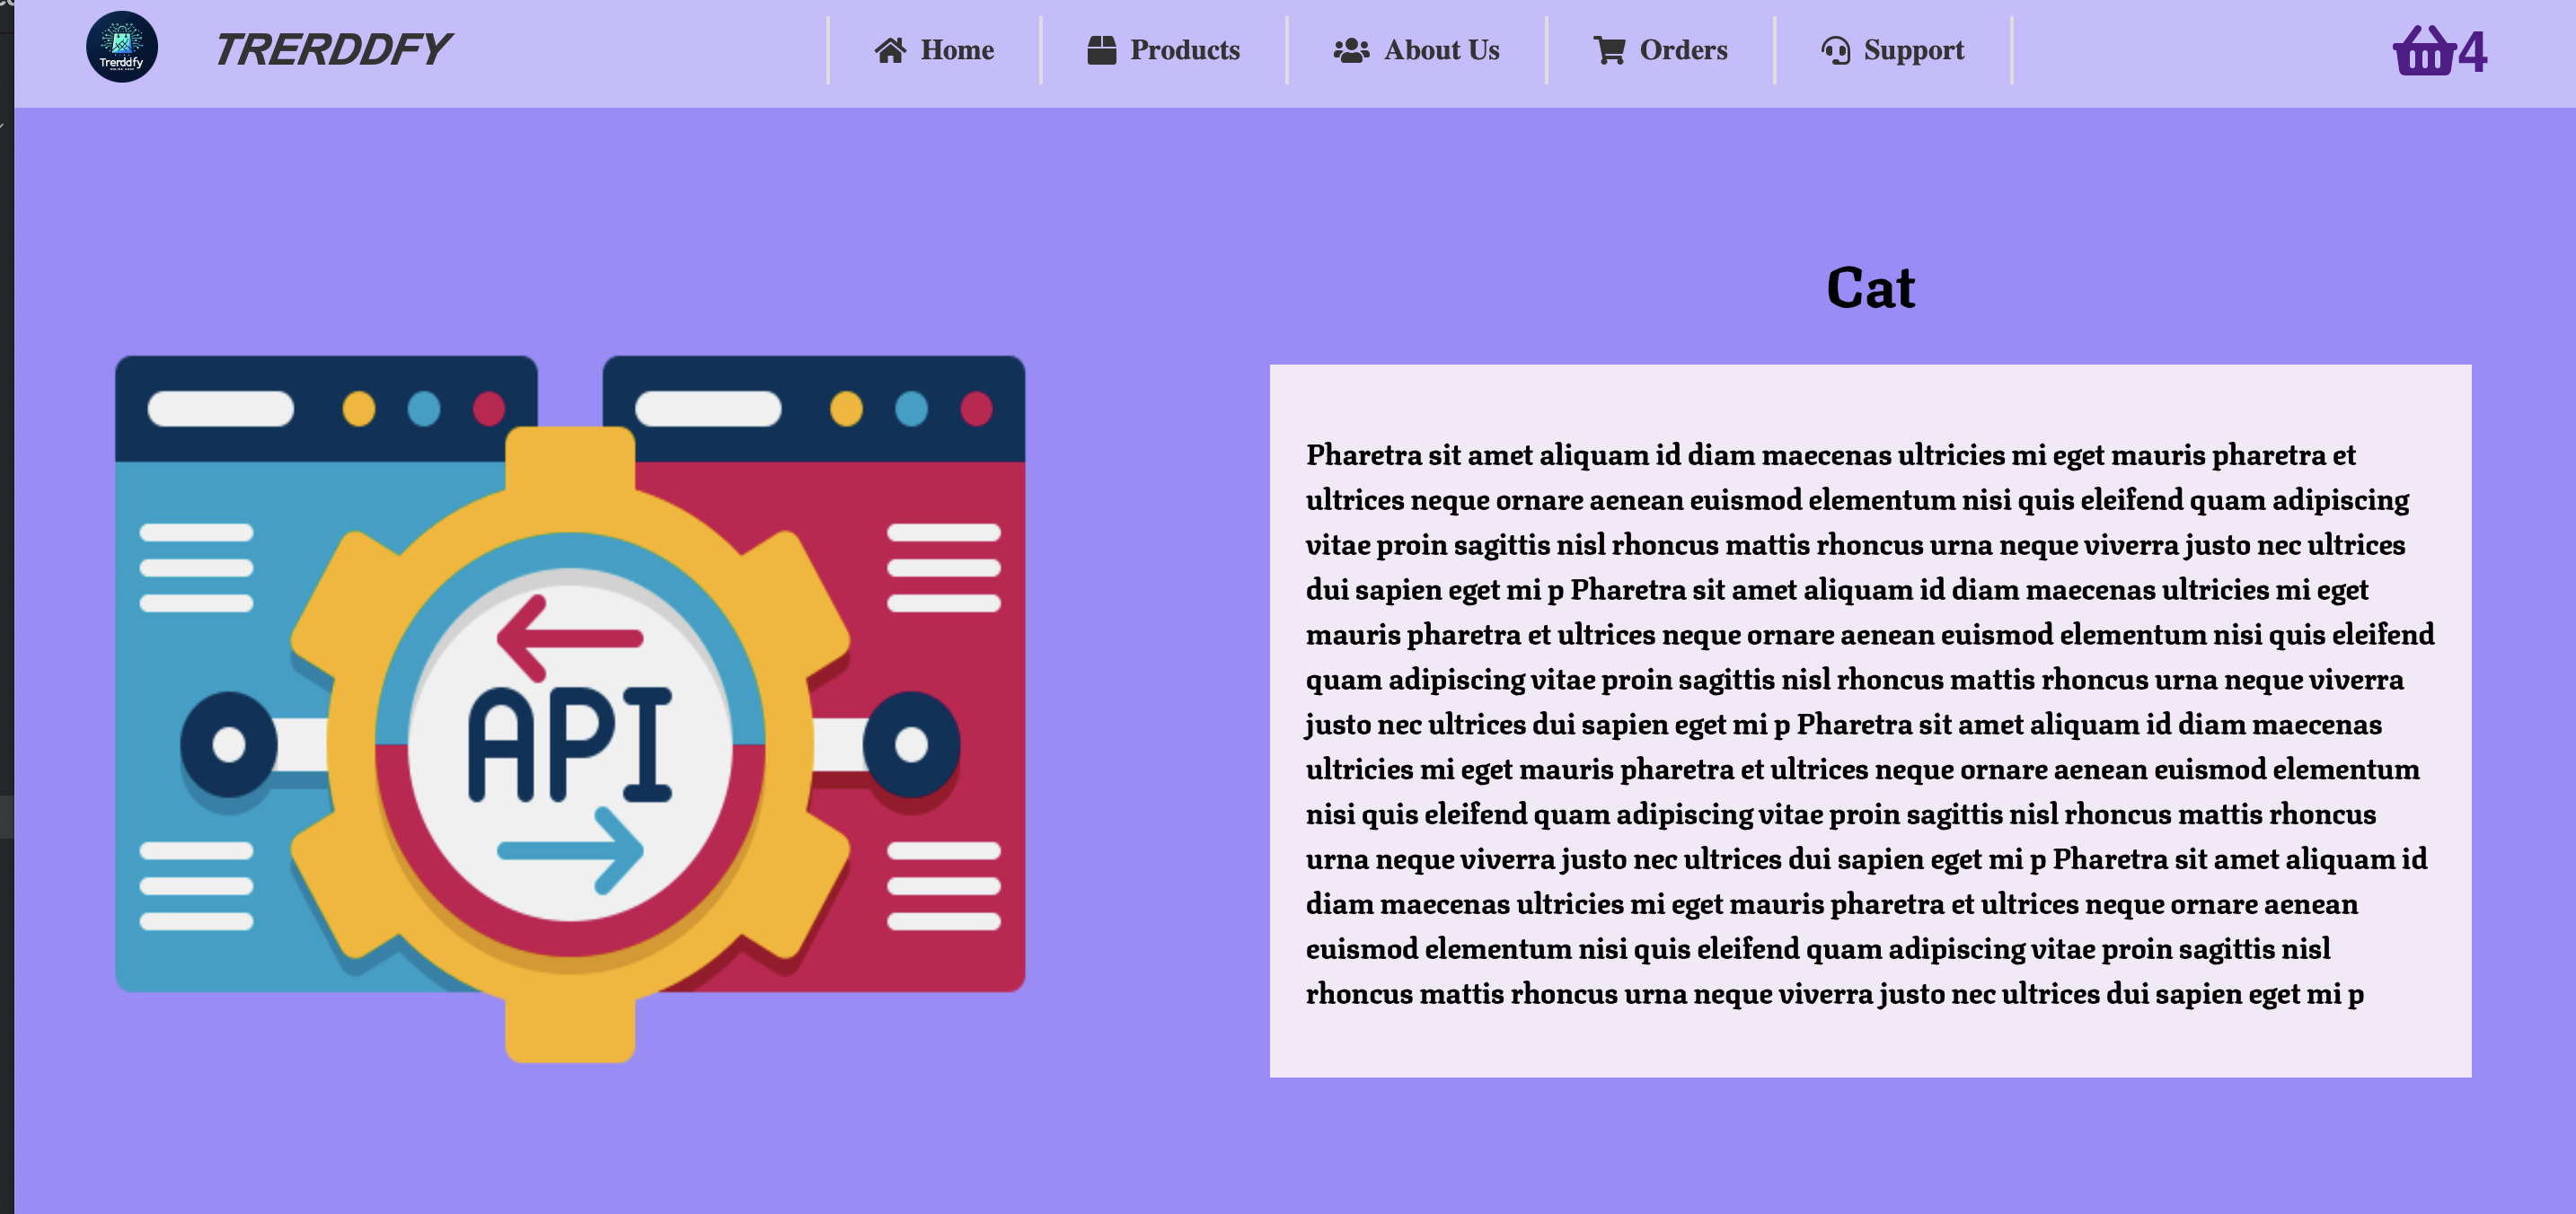 Trerddfy
TRERDDFY
Home
Products
About Us
Orders
Support
4
Cat
API
Pharetra sit amet aliquam id diam maecenas ultricies mi eget mauris pharetra et
ultrices neque ornare aenean euismod elementum nisi quis eleifend quam adipiscing
vitae proin sagittis nisl rhoncus mattis rhoncus urna neque viverra justo nec ultrices
dui sapien eget mi p Pharetra sit amet aliquam id diam maecenas ultricies mi eget
mauris pharetra et ultrices neque ornare aenean euismod elementum nisi quis eleifend
quam adipiscing vitae proin sagittis nisl rhoncus mattis rhoncus urna neque viverra
justo nec ultrices dui sapien eget mi p Pharetra sit amet aliquam id diam maecenas
ultricies mi eget mauris pharetra et ultrices neque ornare aenean euismod elementum
nisi quis eleifend quam adipiscing vitae proin sagittis nisl rhoncus mattis rhoncus
urna neque viverra justo nec ultrices dui sapien eget mi p Pharetra sit amet aliquam id
diam maecenas ultricies mi eget mauris pharetra et ultrices neque ornare aenean
euismod elementum nisi quis eleifend quam adipiscing vitae proin sagittis nisl
rhoncus mattis rhoncus urna neque viverra justo nec ultrices dui sapien eget mi p